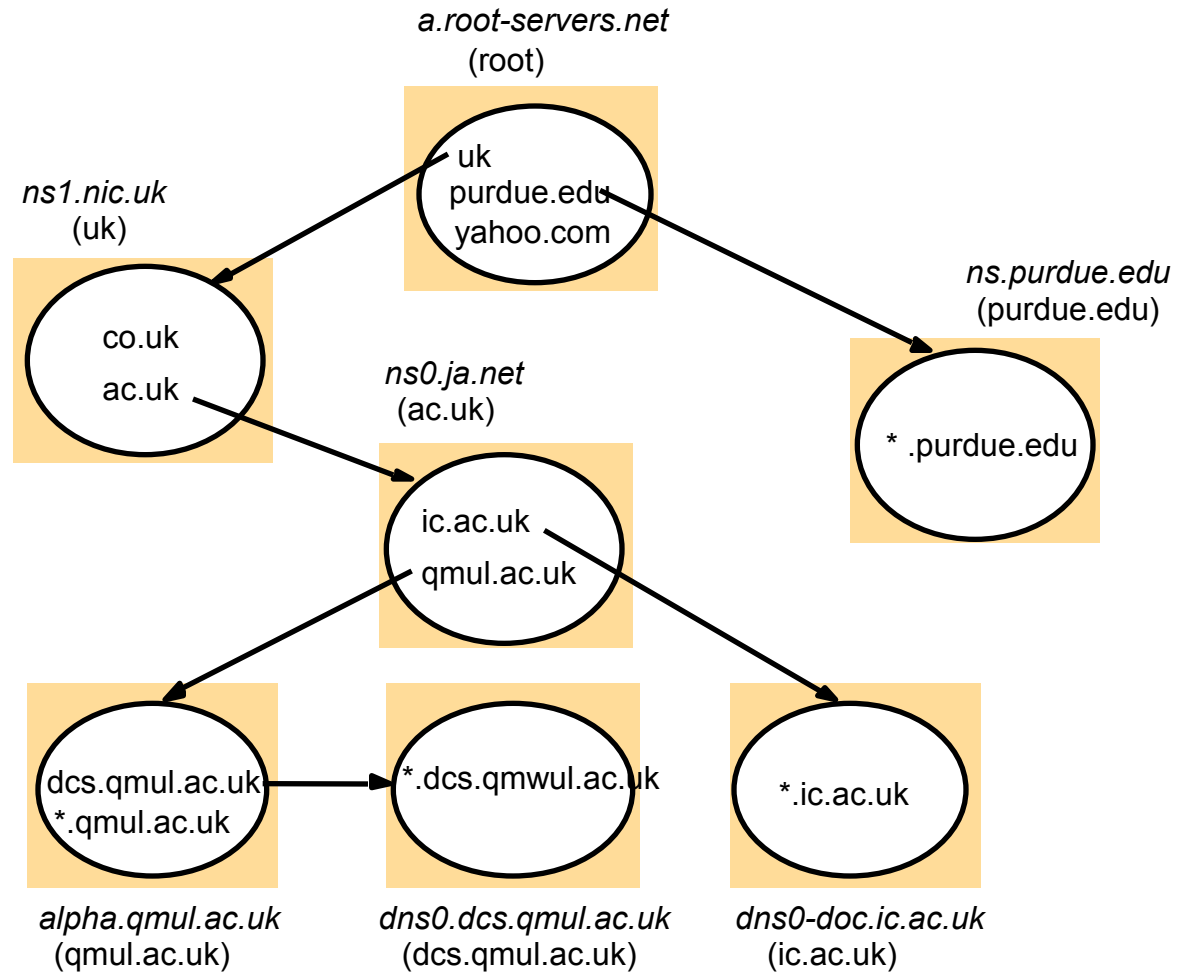 a.root-servers.net
(root)
uk
purdue.edu
yahoo.com
ns1.nic.uk
(uk)
co.uk
ac.uk
ns.purdue.edu
(purdue.edu)
* .purdue.edu
ns0.ja.net
(ac.uk)
ic.ac.uk
qmul.ac.uk
dcs.qmul.ac.uk
*.qmul.ac.uk
*.dcs.qmwul.ac.uk
*.ic.ac.uk
alpha.qmul.ac.uk
(qmul.ac.uk)
dns0.dcs.qmul.ac.uk
(dcs.qmul.ac.uk)
dns0-doc.ic.ac.uk
(ic.ac.uk)